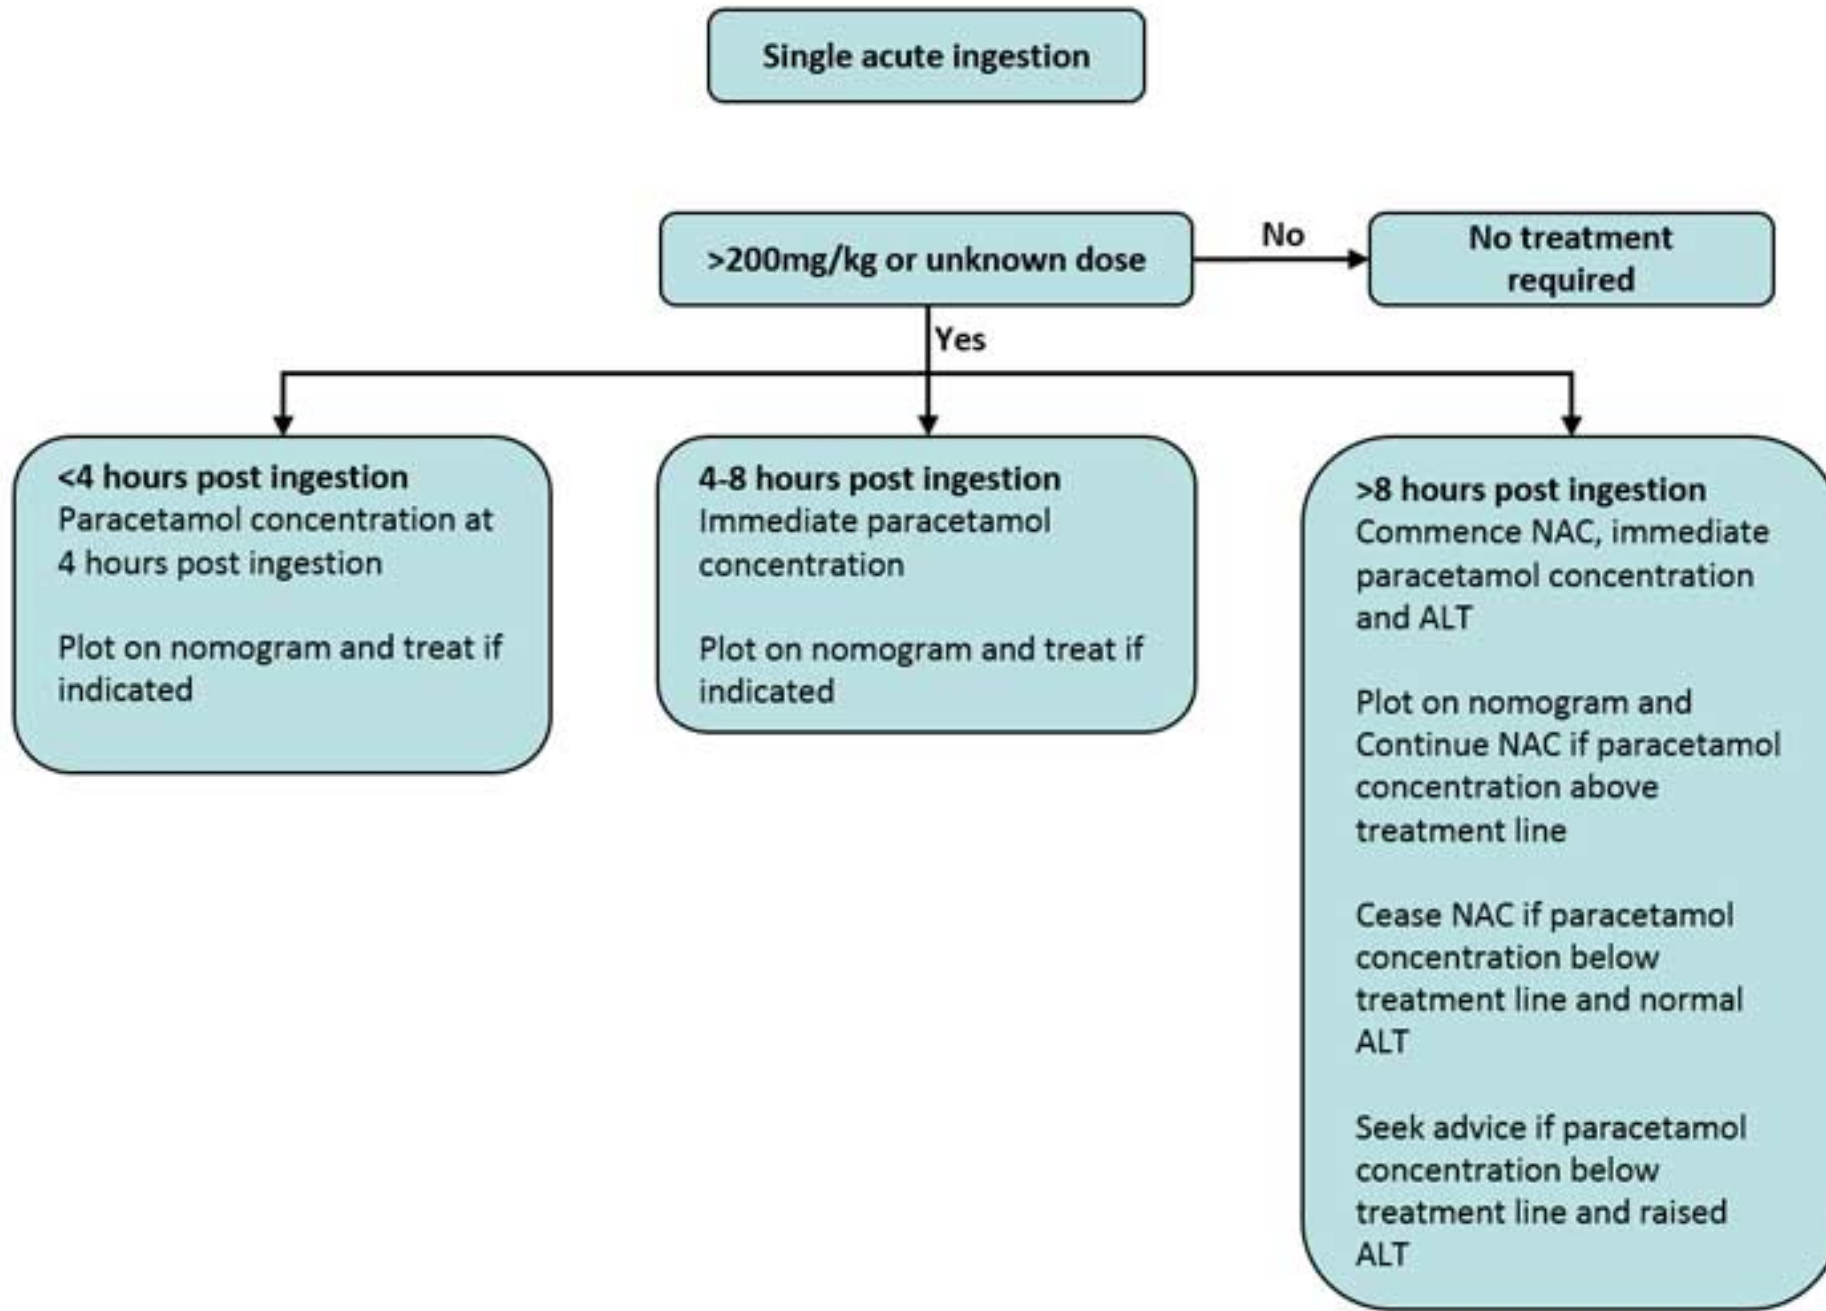 Single acute ingestion
>200mg/kg or unknown dose
No
No treatment
required
Yes
<4 hours post ingestion
Paracetamol concentration at
4 hours post ingestion
Plot on nomogram and treat if
indicated
4-8 hours post ingestion
Immediate paracetamol
concentration
Plot on nomogram and treat if
indicated
>8 hours post ingestion
Commence NAC, immediate
paracetamol concentration
and ALT
Plot on nomogram and
Continue NAC if paracetamol
concentration above
treatment line
Cease NAC if paracetamol
concentration below
treatment line and normal
ALT
Seek advice if paracetamol
concentration below
treatment line and raised
ALT